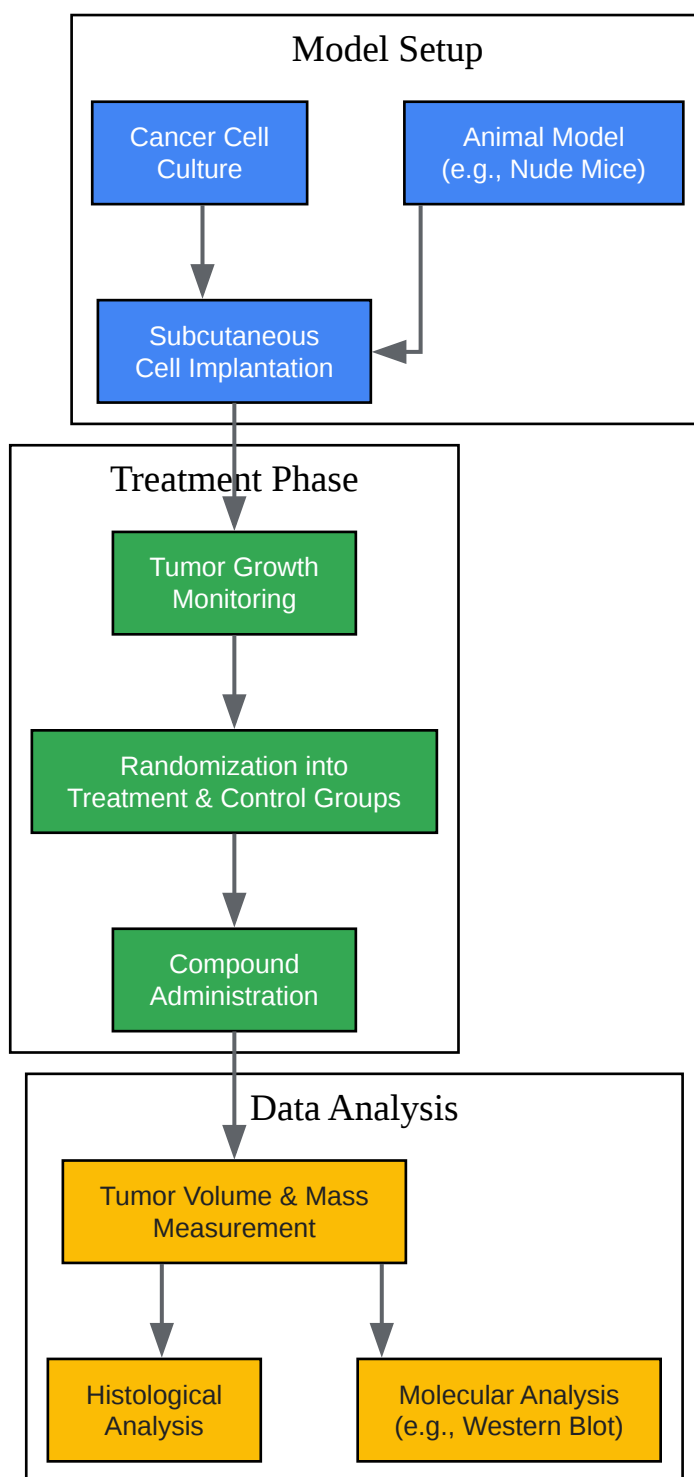 Model Setup
Cancer Cell
Culture
Animal Model
(e.g., Nude Mice)
Subcutaneous
Cell Implantation
Treatment Phase
Tumor Growth
Monitoring
Randomization into
Treatment & Control Groups
Compound
Administration
Data Analysis
Tumor Volume & Mass
Measurement
Histological
Analysis
Molecular Analysis
(e.g., Western Blot)